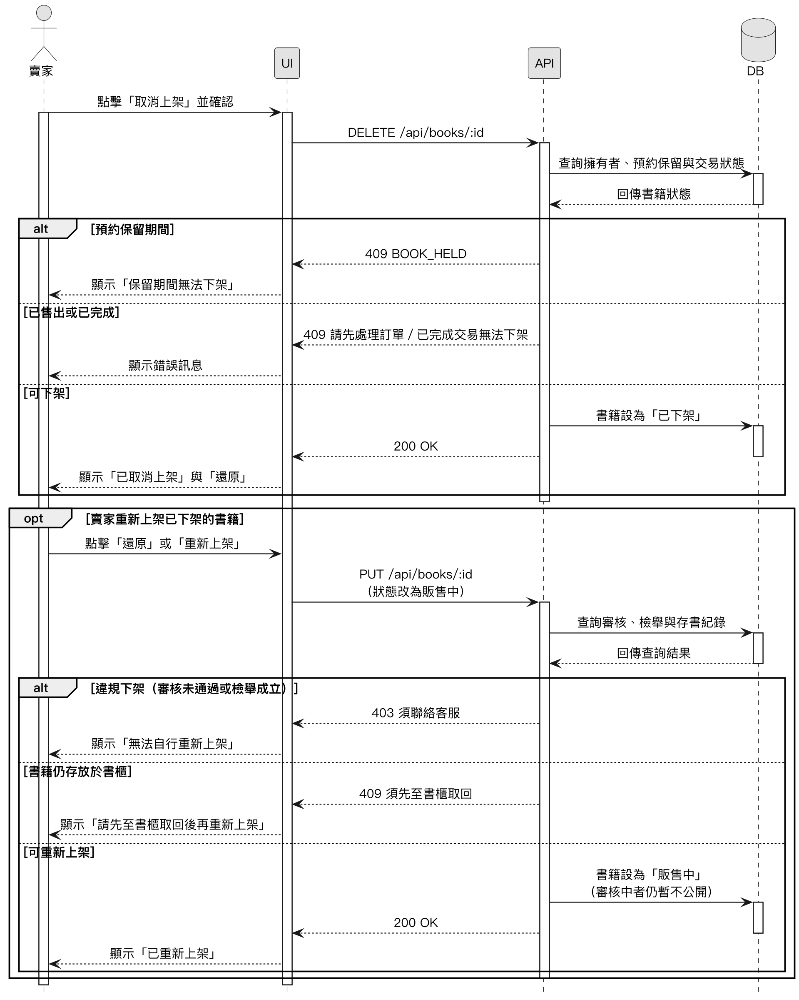 賣家
UI
API
DB
點擊「取消上架」並確認
DELETE /api/books/:id
查詢擁有者、預約保留與交易狀態
回傳書籍狀態
alt [預約保留期間]
409 BOOK_HELD
顯示「保留期間無法下架」
[已售出或已完成]
409 請先處理訂單 / 已完成交易無法下架
顯示錯誤訊息
[可下架]
書籍設為「已下架」
200 OK
顯示「已取消上架」與「還原」
opt [賣家重新上架已下架的書籍]
點擊「還原」或「重新上架」
PUT /api/books/:id
（狀態改為販售中）
查詢審核、檢舉與存書紀錄
回傳查詢結果
alt [違規下架（審核未通過或檢舉成立）]
403 須聯絡客服
顯示「無法自行重新上架」
[書籍仍存放於書櫃]
409 須先至書櫃取回
顯示「請先至書櫃取回後再重新上架」
[可重新上架]
書籍設為「販售中」
（審核中者仍暫不公開）
200 OK
顯示「已重新上架」